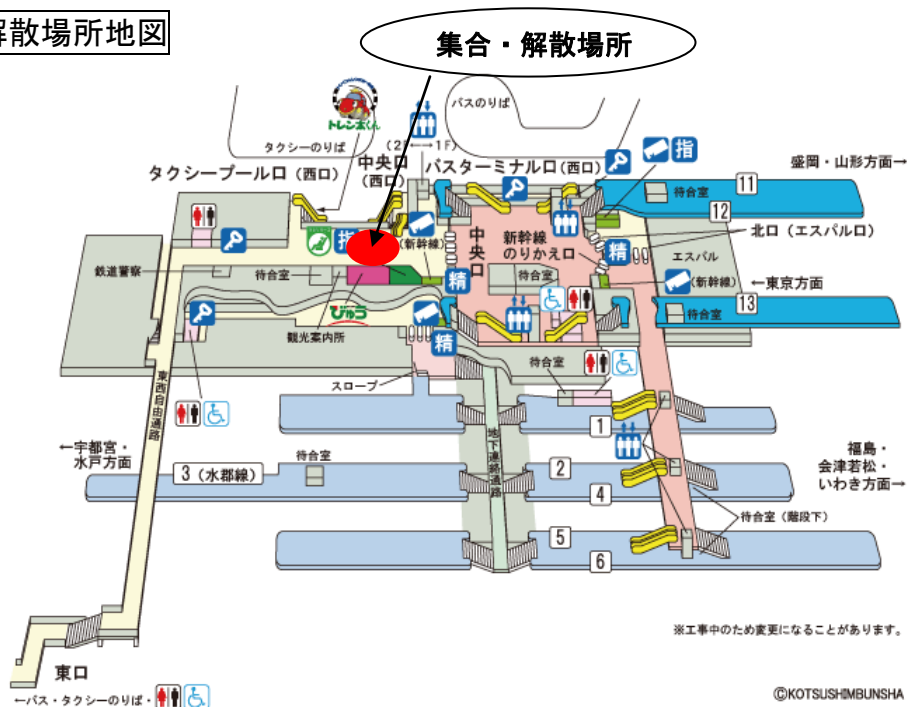 解散場所地図
集合・解散場所
トレン太くん
バスのりば
タクシーのりば
(2F←→1F)
指
タクシープール口(西口)
中央口
(西口)
バスターミナル口(西口)
盛岡・山形方面→
待合室
11
12
北口(エスパル口)
指
(新幹線)
中央口
新幹線
のりかえ口
精
エスパル
鉄道警察
待合室
待合室
精
(新幹線)
←東京方面
13
待合室
びゅう
観光案内所
精
待合室
スロープ
東西自由通路
地下連絡通路
1
←宇都宮・
水戸方面
待合室
3(水郡線)
2
4
福島・
会津若松・
いわき方面→
待合室(階段下)
5
6
※工事中のため変更になることがあります。
東口
←バス・タクシーのりば・
©KOTSUSHIMBUNSHA